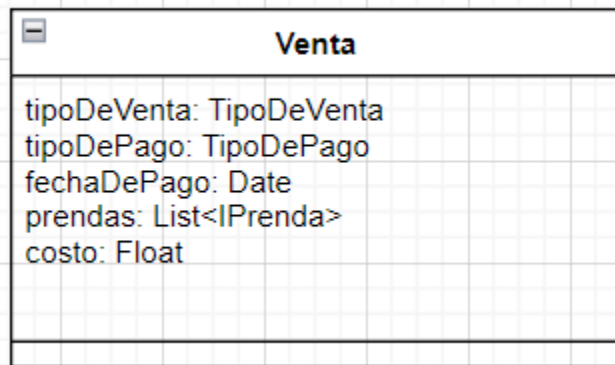 Venta
tipoDeVenta: TipoDeVenta
tipoDePago: TipoDePago
fechaDePago: Date
prendas: List<IPrenda>
costo: Float